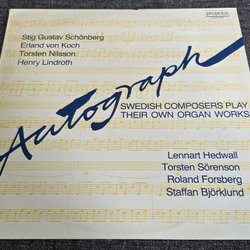 proprius
Stig Gustav Schönberg
Erland von Koch
Torsten Nilsson
Henry Lindroth
Autograph
SWEDISH COMPOSERS PLAY
THEIR OWN ORGAN WORKS
Lennart Hedwall
Torsten Sörenson
Roland Forsberg
Staffan Björklund